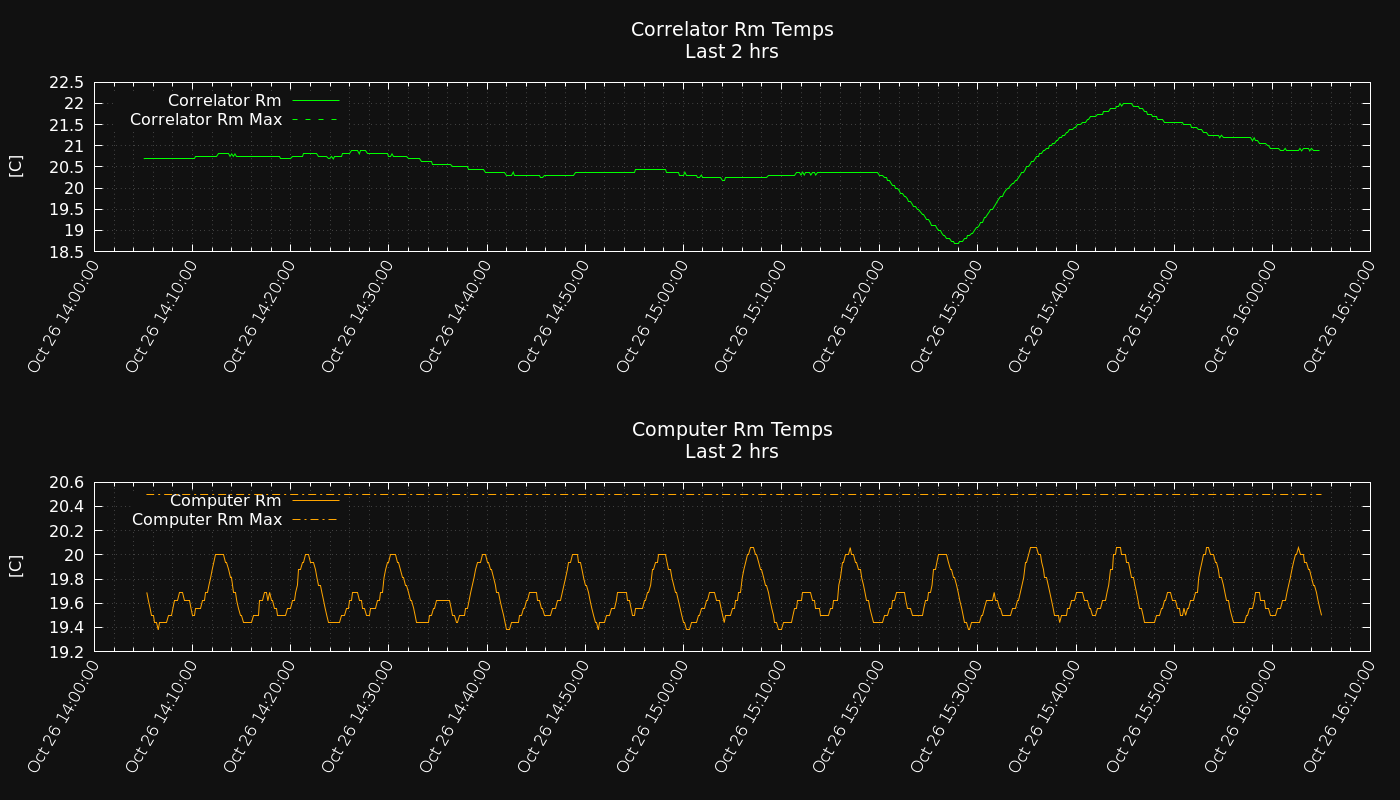 Correlator Rm Temps
Last 2 hrs
22.5
22
21.5
21
20.5
20
19.5
19
18.5
[C]
Correlator Rm
Correlator Rm Max
Oct 26 14:00:00
Oct 26 14:10:00
Oct 26 14:20:00
Oct 26 14:30:00
Oct 26 14:40:00
Oct 26 14:50:00
Oct 26 15:00:00
Oct 26 15:10:00
Oct 26 15:20:00
Oct 26 15:30:00
Oct 26 15:40:00
Oct 26 15:50:00
Oct 26 16:00:00
Oct 26 16:10:00
Computer Rm Temps
Last 2 hrs
20.6
20.4
20.2
20
19.8
19.6
19.4
19.2
[C]
Computer Rm
Computer Rm Max
Oct 26 14:00:00
Oct 26 14:10:00
Oct 26 14:20:00
Oct 26 14:30:00
Oct 26 14:40:00
Oct 26 14:50:00
Oct 26 15:00:00
Oct 26 15:10:00
Oct 26 15:20:00
Oct 26 15:30:00
Oct 26 15:40:00
Oct 26 15:50:00
Oct 26 16:00:00
Oct 26 16:10:00